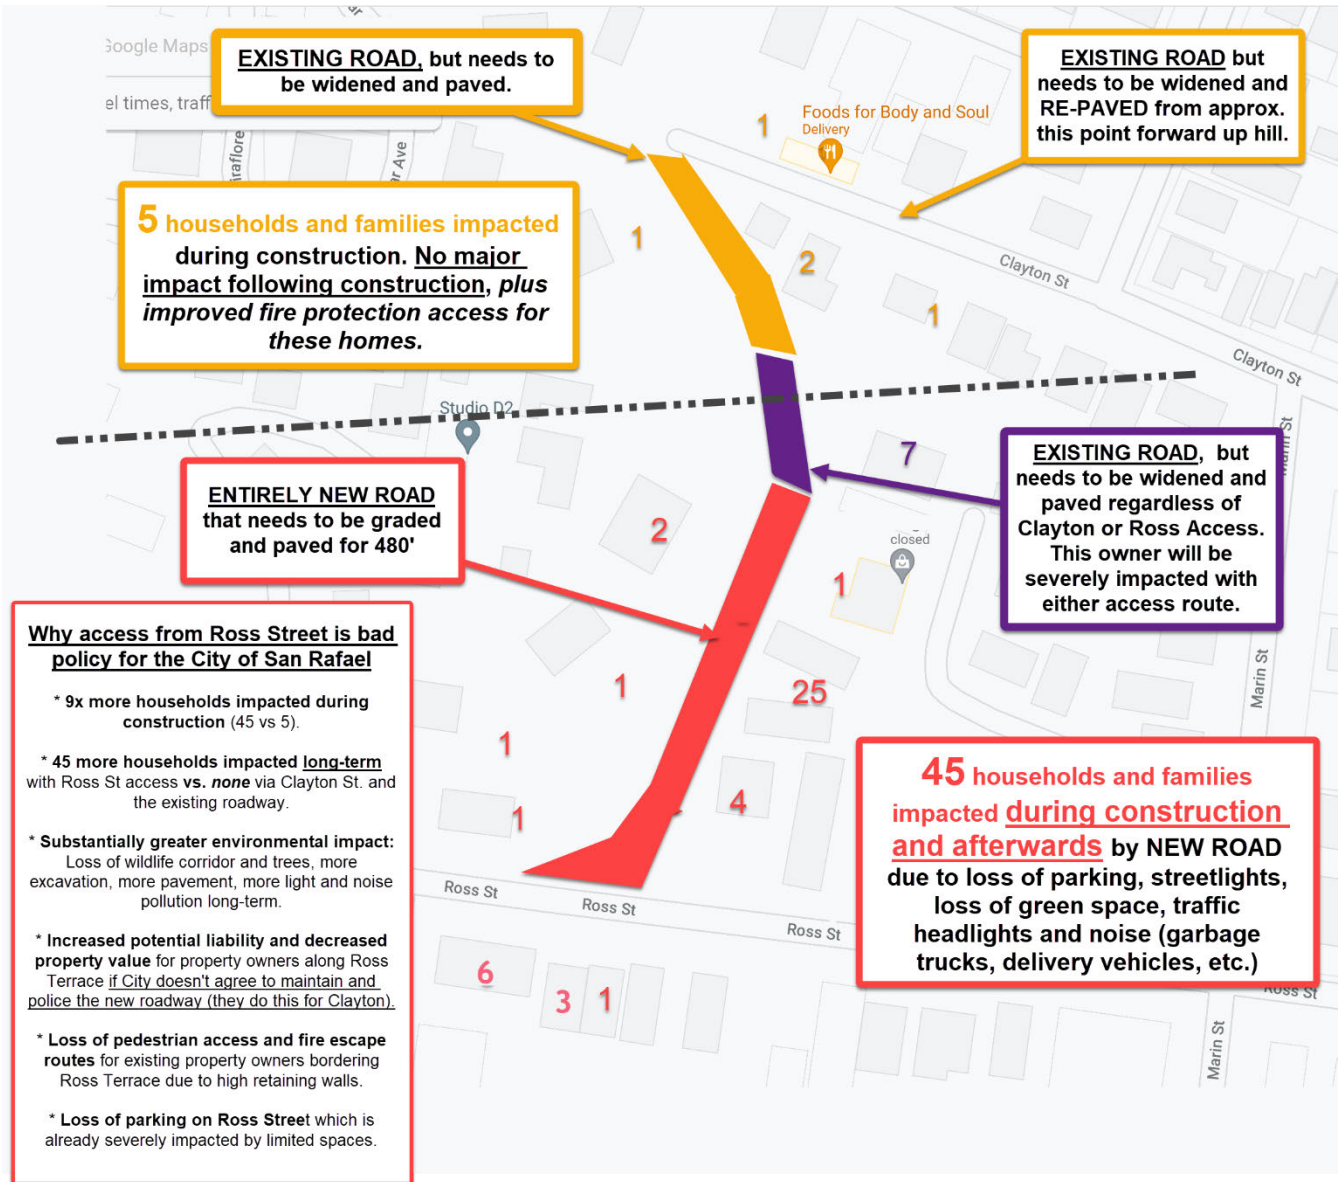 Google Maps
el times, traff
EXISTING ROAD, but needs to
be widened and paved.
EXISTING ROAD but
needs to be widened and
RE-PAVED from approx.
this point forward up hill.
1
Foods for Body and Soul
Delivery
ar
iraflore
ar Ave
5 households and families impacted
during construction. No major
impact following construction, plus
improved fire protection access for
these homes.
1
2
1
Clayton St
Clayton St
Marin St
Studio D2
7
EXISTING ROAD, but
needs to be widened and
paved regardless of
Clayton or Ross Access.
This owner will be
severely impacted with
either access route.
ENTIRELY NEW ROAD
that needs to be graded
and paved for 480'
2
closed
1
Marin St
Why access from Ross Street is bad
policy for the City of San Rafael
* 9x more households impacted during
construction (45 vs 5).
* 45 more households impacted long-term
with Ross St access vs. none via Clayton St. and
the existing roadway.
* Substantially greater environmental impact:
Loss of wildlife corridor and trees, more
excavation, more pavement, more light and noise
pollution long-term.
* Increased potential liability and decreased
property value for property owners along Ross
Terrace if City doesn't agree to maintain and
police the new roadway (they do this for Clayton).
* Loss of pedestrian access and fire escape
routes for existing property owners bordering
Ross Terrace due to high retaining walls.
* Loss of parking on Ross Street which is
already severely impacted by limited spaces.
1
25
1
1
4
45 households and families
impacted during construction
and afterwards by NEW ROAD
due to loss of parking, streetlights,
loss of green space, traffic
headlights and noise (garbage
trucks, delivery vehicles, etc.)
Ross St
Ross St
Ross St
Ross St
6
3
1
Marin St